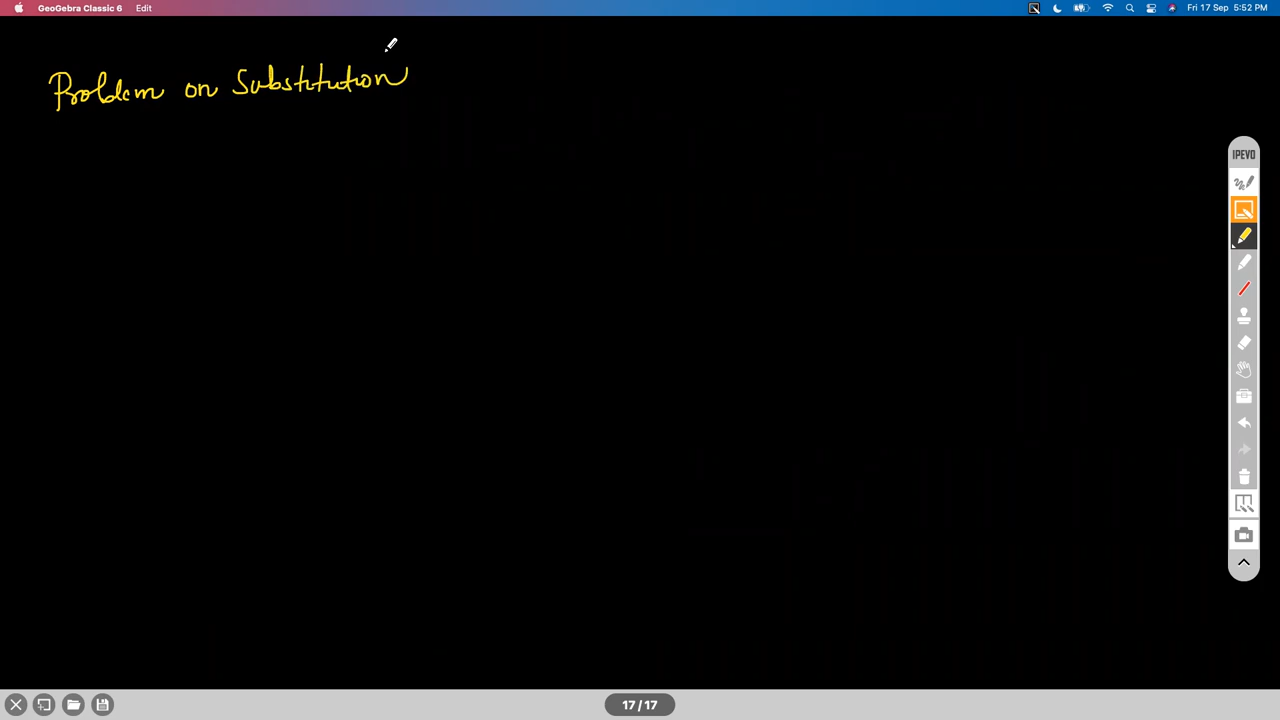 GeoGebra Classic 6 Edit Fri 17 Sep 5:52 PM
Problem on Substitution
IPEVO
17 / 17